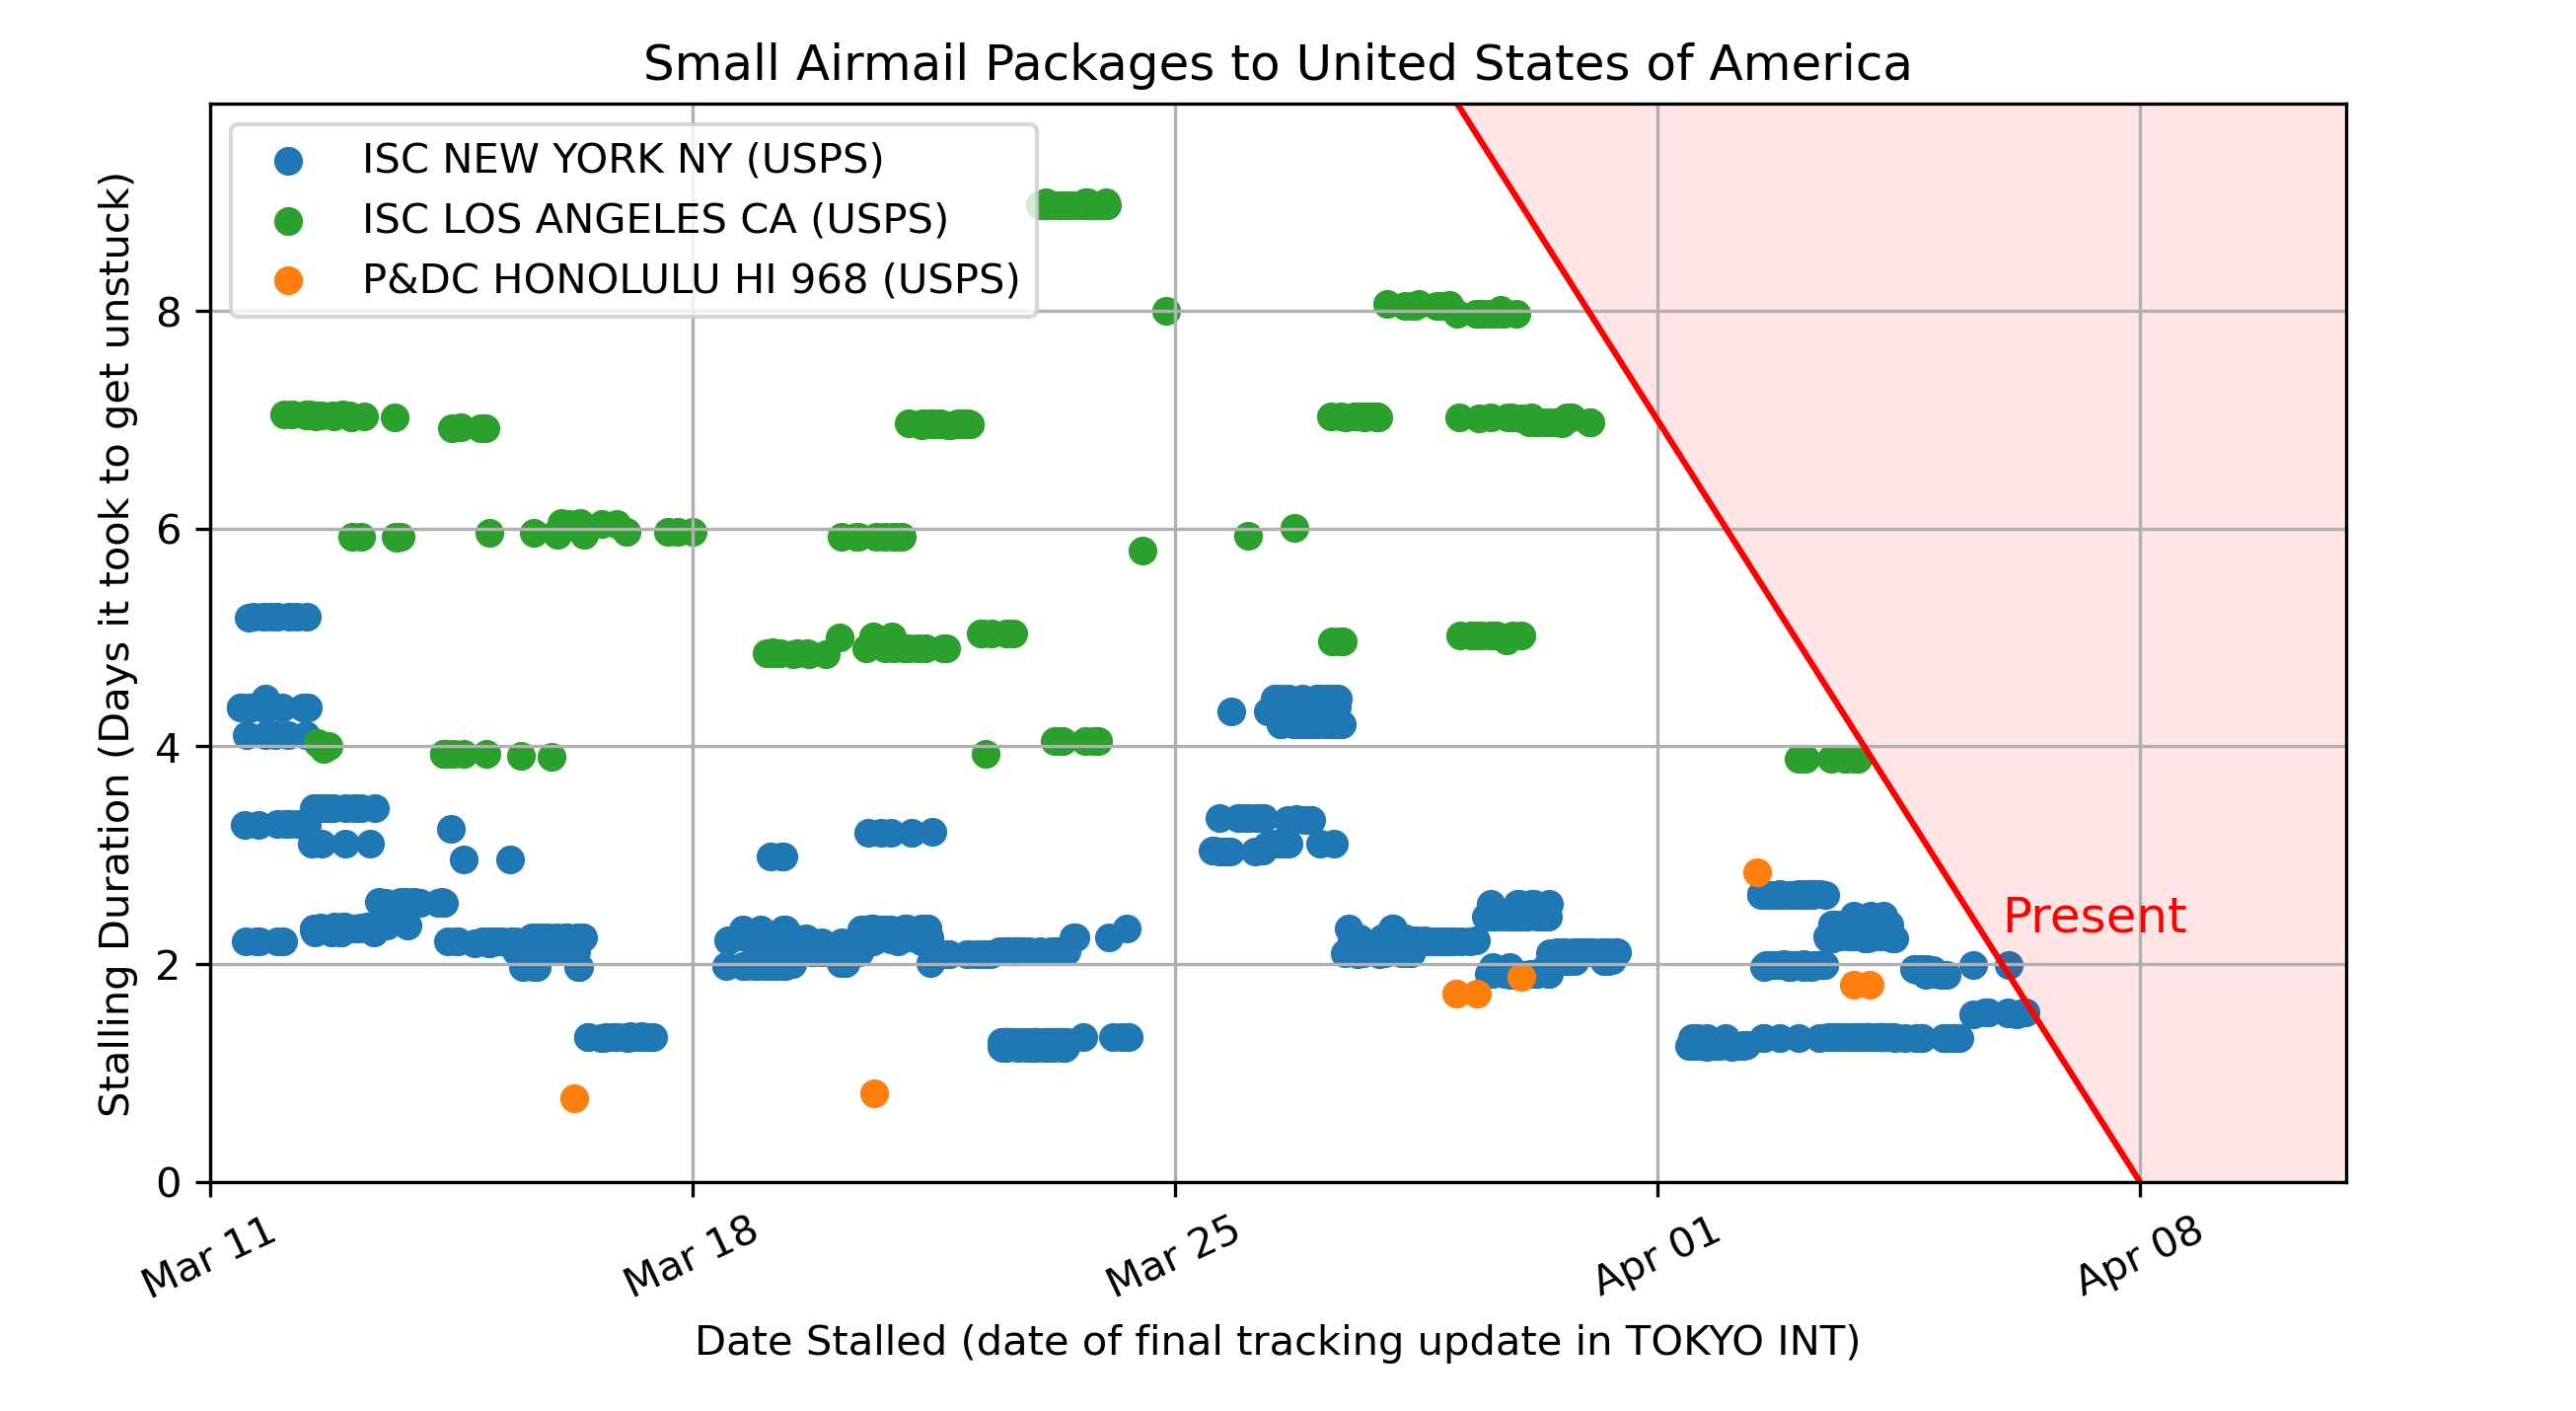 Small Airmail Packages to United States of America
ISC NEW YORK NY (USPS)
ISC LOS ANGELES CA (USPS)
P&DC HONOLULU HI 968 (USPS)
Stalling Duration (Days it took to get unstuck)
8
6
4
2
0
Present
Mar 11
Mar 18
Mar 25
Apr 01
Apr 08
Date Stalled (date of final tracking update in TOKYO INT)